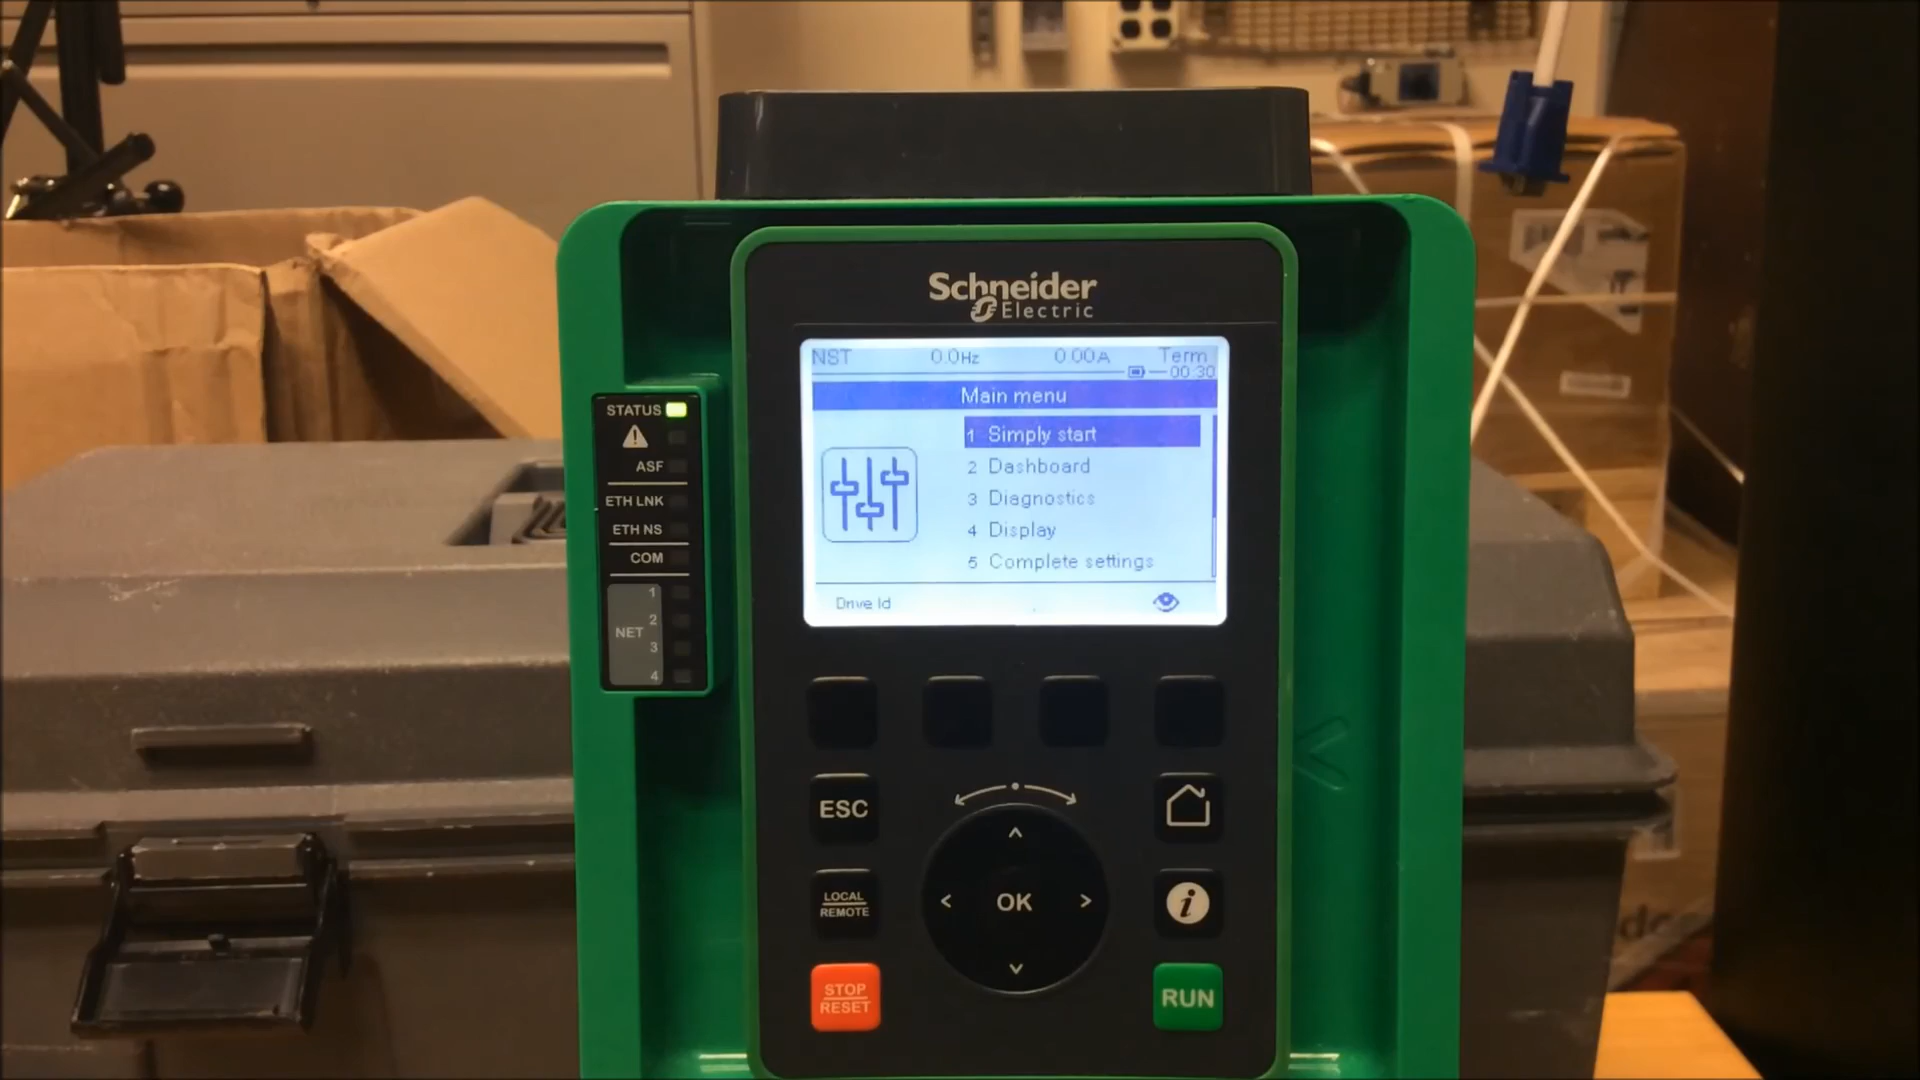 Schneider
Electric
NST 0.0Hz 0.00A Term
00:30
Main menu
1 Simply start
2 Dashboard
3 Diagnostics
4 Display
5 Complete settings
Drive Id
STATUS
ASF
ETH LNK
ETH NS
COM
NET
1
2
3
4
ESC
LOCAL
REMOTE
OK
i
STOP
RESET
RUN